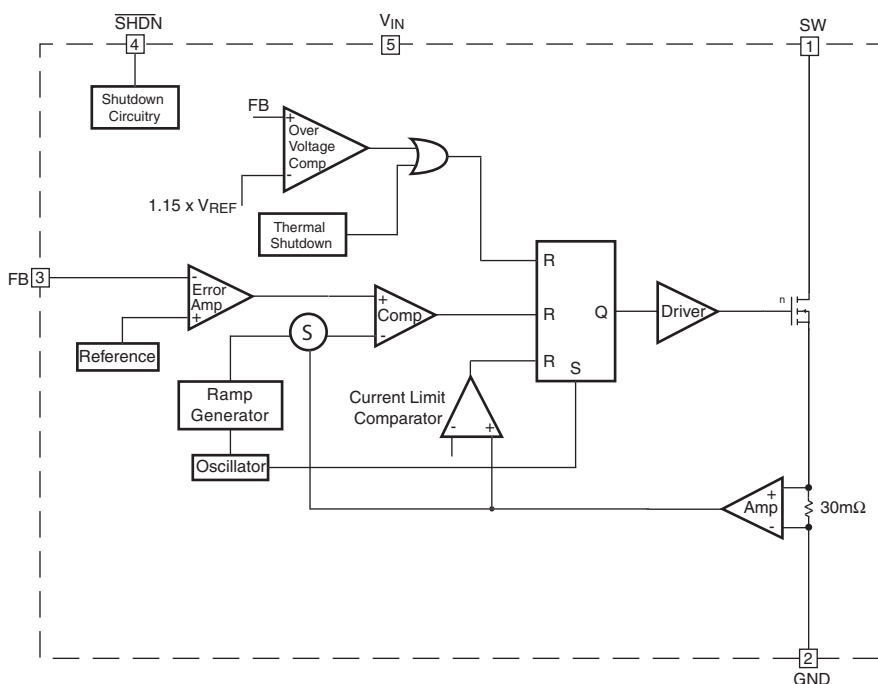 SHDN
4
VIN
5
SW
1
Shutdown
Circuitry
FB
+
Over
Voltage
Comp
-
1.15 x VREF
Thermal
Shutdown
FB 3
-
Error
Amp
+
Reference
+
Comp
-
S
Ramp
Generator
Oscillator
Current Limit
Comparator
- +
R
R
R
S
Q
Driver
n
+
Amp
-
30mΩ
2
GND